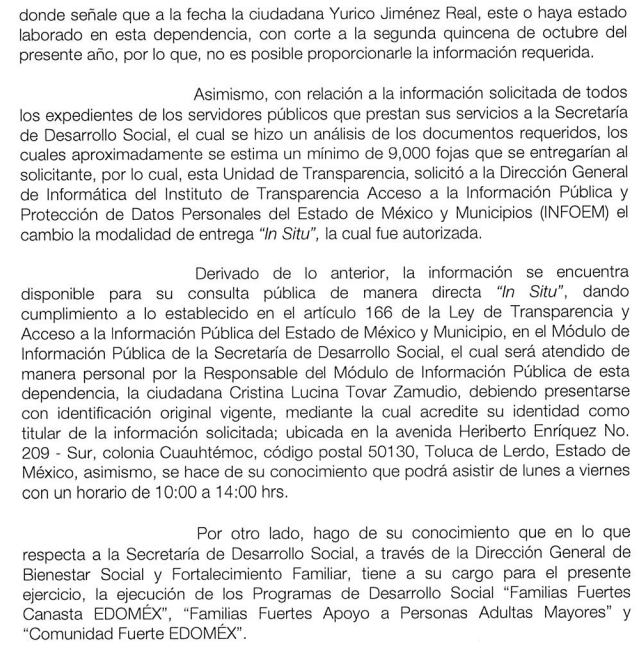 donde señale que a la fecha la ciudadana Yurico Jiménez Real, este o haya estado
laborado en esta dependencia, con corte a la segunda quincena de octubre del
presente año, por lo que, no es posible proporcionarle la información requerida.
Asimismo, con relación a la información solicitada de todos
los expedientes de los servidores públicos que prestan sus servicios a la Secretaría
de Desarrollo Social, el cual se hizo un análisis de los documentos requeridos, los
cuales aproximadamente se estima un mínimo de 9,000 fojas que se entregarían al
solicitante, por lo cual, esta Unidad de Transparencia, solicitó a la Dirección General
de Informática del Instituto de Transparencia Acceso a la Información Pública y
Protección de Datos Personales del Estado de México y Municipios (INFOEM) el
cambio la modalidad de entrega “In Situ”, la cual fue autorizada.
Derivado de lo anterior, la información se encuentra
disponible para su consulta pública de manera directa “In Situ”, dando
cumplimiento a lo establecido en el artículo 166 de la Ley de Transparencia y
Acceso a la Información Pública del Estado de México y Municipio, en el Módulo de
Información Pública de la Secretaría de Desarrollo Social, el cual será atendido de
manera personal por la Responsable del Módulo de Información Pública de esta
dependencia, la ciudadana Cristina Lucina Tovar Zamudio, debiendo presentarse
con identificación original vigente, mediante la cual acredite su identidad como
titular de la información solicitada; ubicada en la avenida Heriberto Enríquez No.
209 - Sur, colonia Cuauhtémoc, código postal 50130, Toluca de Lerdo, Estado de
México, asimismo, se hace de su conocimiento que podrá asistir de lunes a viernes
con un horario de 10:00 a 14:00 hrs.
Por otro lado, hago de su conocimiento que en lo que
respecta a la Secretaría de Desarrollo Social, a través de la Dirección General de
Bienestar Social y Fortalecimiento Familiar, tiene a su cargo para el presente
ejercicio, la ejecución de los Programas de Desarrollo Social “Familias Fuertes
Canasta EDOMÉX”, “Familias Fuertes Apoyo a Personas Adultas Mayores” y
“Comunidad Fuerte EDOMÉX”.